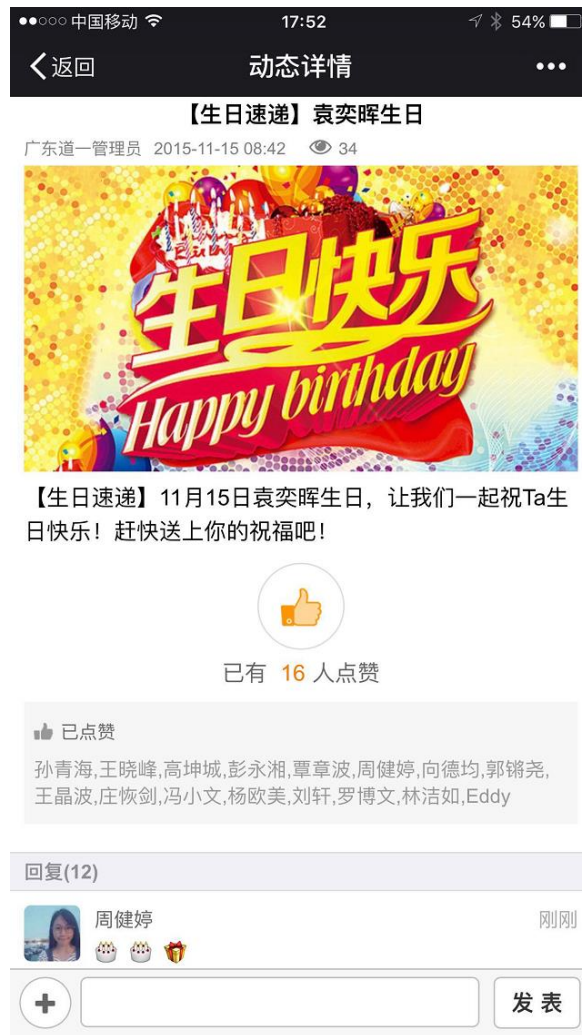 中国移动 17:52 54%
返回 动态详情
【生日速递】袁奕晖生日
广东道一管理员 2015-11-15 08:42 34
生日快乐
Happy birthday
【生日速递】11月15日袁奕晖生日，让我们一起祝Ta生
日快乐！赶快送上你的祝福吧！
已有 16 人点赞
已点赞
孙青海,王晓峰,高坤城,彭永湘,覃章波,周健婷,向德均,郭锵尧,
王晶波,庄恢剑,冯小文,杨欧美,刘轩,罗博文,林洁如,Eddy
回复(12)
周健婷 刚刚
发表